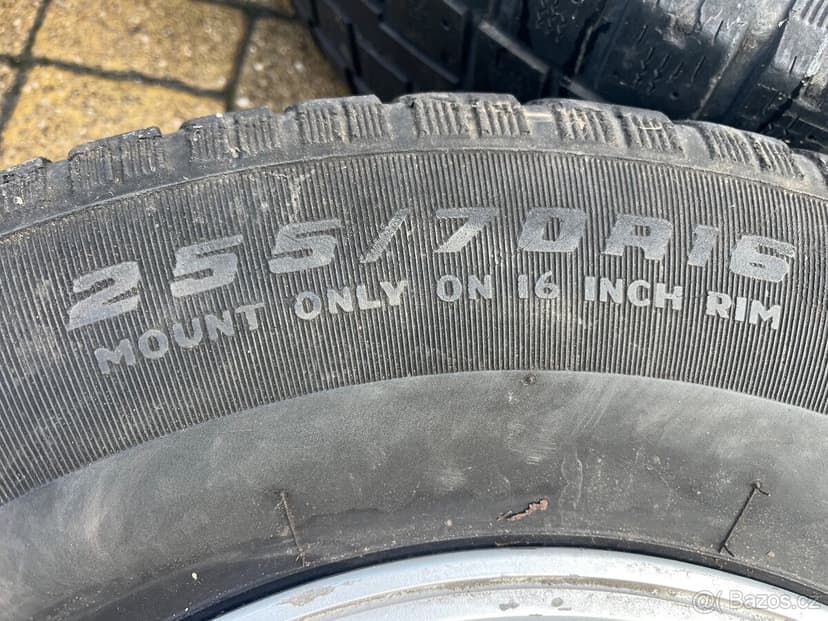 255/70R16
MOUNT ONLY ON 16 INCH RIM
@ Bazos.cz